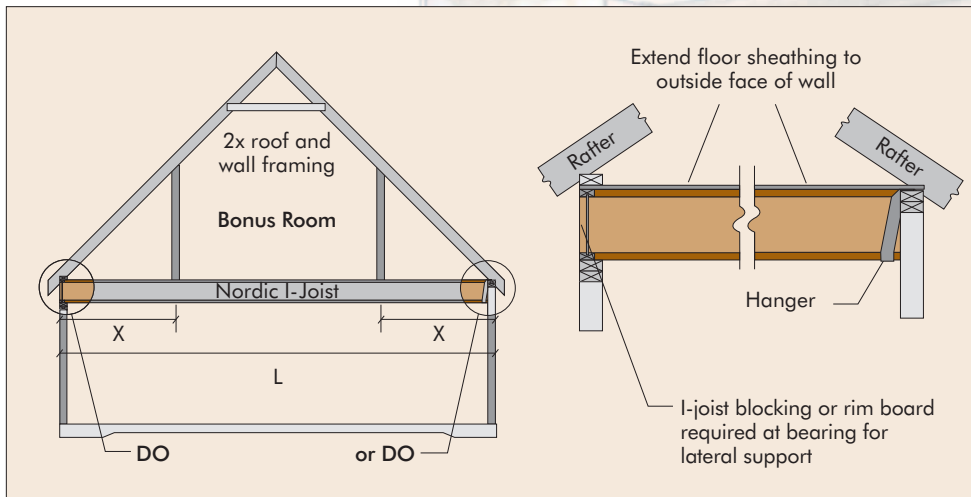 2x roof and
wall framing
Bonus Room
Nordic I-Joist
X
X
L
DO
or DO
Extend floor sheathing to
outside face of wall
Rafter
Rafter
Hanger
I-joist blocking or rim board
required at bearing for
lateral support